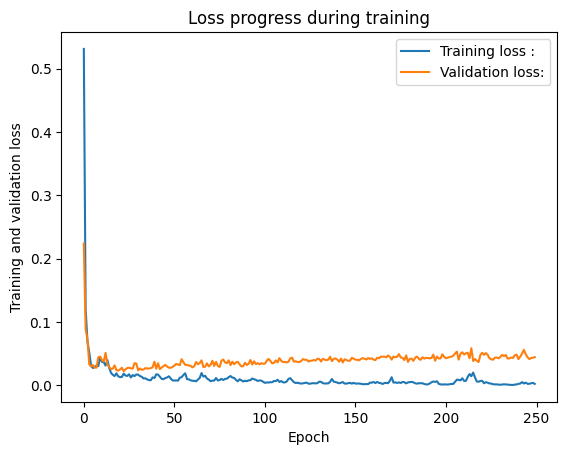 Loss progress during training
Training loss :
Validation loss:
Training and validation loss
0.5
0.4
0.3
0.2
0.1
0.0
0
50
100
150
200
250
Epoch